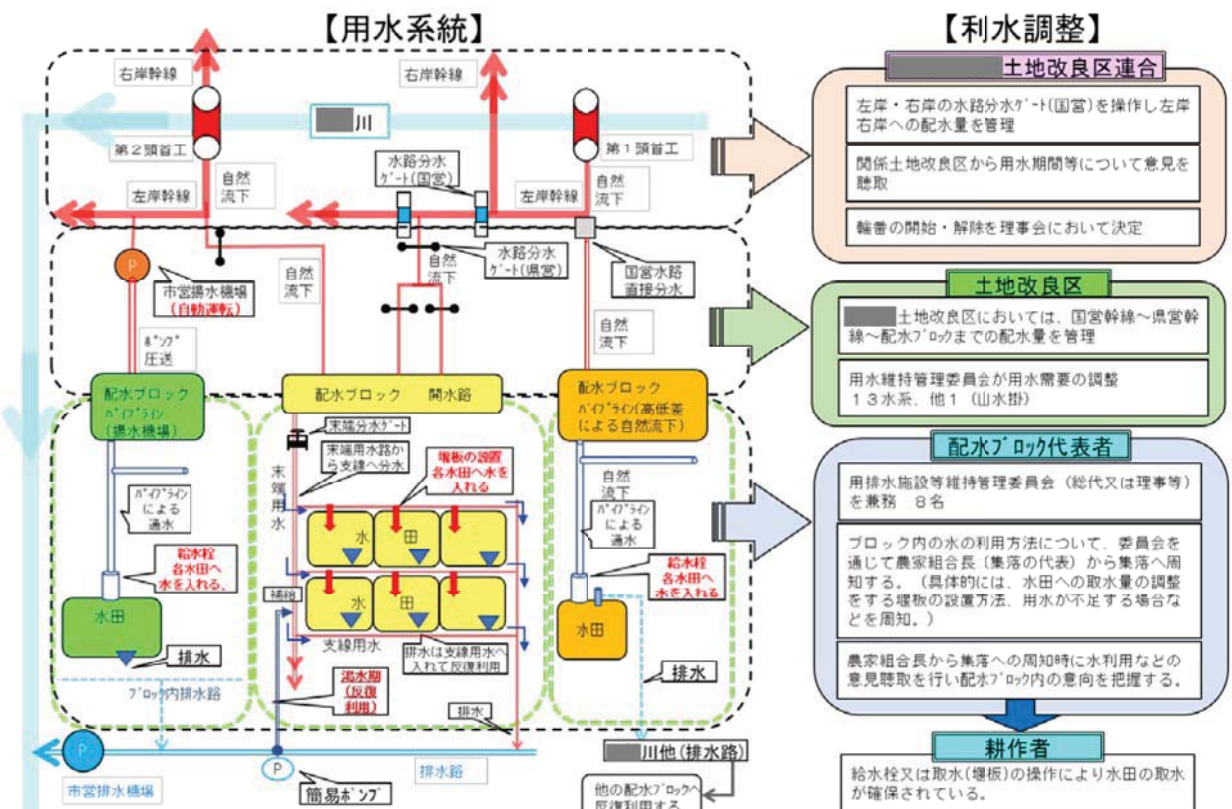 【用水系統】
【利水調整】
右岸幹線
右岸幹線
川
第2頭首工
第1頭首工
水路分水
ｹﾞｰﾄ(国営)
左岸幹線
自然
流下
左岸幹線
自然
流下
P
市営揚水機場
(自動運転)
自然
流下
自然
流下
水路分水
ｹﾞｰﾄ(県営)
国営水路
直接分水
ﾎﾟﾝﾌﾟ
圧送
自然
流下
配水ブロック
ﾊﾟｲﾌﾟﾗｲﾝ
(揚水機場)
配水ブロック　開水路
配水ブロック
ﾊﾟｲﾌﾟﾗｲﾝ(高低差
による自然流下)
末端分水ｹﾞｰﾄ
末端用水路か
ら支線へ分水
堰板の設置
各水田へ水を
入れる
末端用水
ﾊﾟｲﾌﾟﾗｲﾝ
による
通水
給水栓
各水田へ
水を入れる。
水田
排水
ﾌﾞﾛｯｸ内排水路
水　田
水　田
補給
支線用水
排水は支線用水へ
入れて反復利用
渇水期
(反復
利用)
排水
自然
流下
ﾊﾟｲﾌﾟﾗｲﾝ
による
通水
給水栓
各水田へ
水を入れる
水田
排水
P
市営排水機場
P
簡易ﾎﾟﾝﾌﾟ
排水路
川他(排水路)
他の配水ﾌﾞﾛｯｸへ
反復利用する
土地改良区連合
左岸・右岸の水路分水ｹﾞｰﾄ(国営)を操作し左岸
右岸への配水量を管理
関係土地改良区から用水期間等について意見を
聴取
輪番の開始・解除を理事会において決定
土地改良区
土地改良区においては、国営幹線～県営幹
線～配水ﾌﾞﾛｯｸまでの配水量を管理
用水維持管理委員会が用水需要の調整
１３水系、他１（山水掛）
配水ﾌﾞﾛｯｸ代表者
用排水施設等維持管理委員会（総代又は理事等）
を兼務　８名
ブロック内の水の利用方法について、委員会を
通じて農家組合長（集落の代表）から集落へ周
知する。（具体的には、水田への取水量の調整
をする堰板の設置方法、用水が不足する場合な
どを周知。）
農家組合長から集落への周知時に水利用などの
意見聴取を行い配水ﾌﾞﾛｯｸ内の意向を把握する。
耕作者
給水栓又は取水(堰板)の操作により水田の取水
が確保されている。